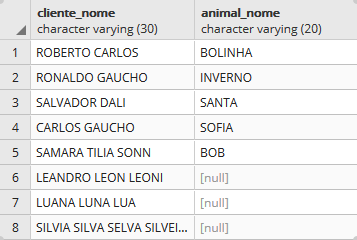 cliente_nome animal_nome
character varying (30) character varying (20)
1 ROBERTO CARLOS BOLINHA
2 RONALDO GAUCHO INVERNO
3 SALVADOR DALI SANTA
4 CARLOS GAUCHO SOFIA
5 SAMARA TILIA SONN BOB
6 LEANDRO LEON LEONI [null]
7 LUANA LUNA LUA [null]
8 SILVIA SILVA SELVA SILVEI... [null]